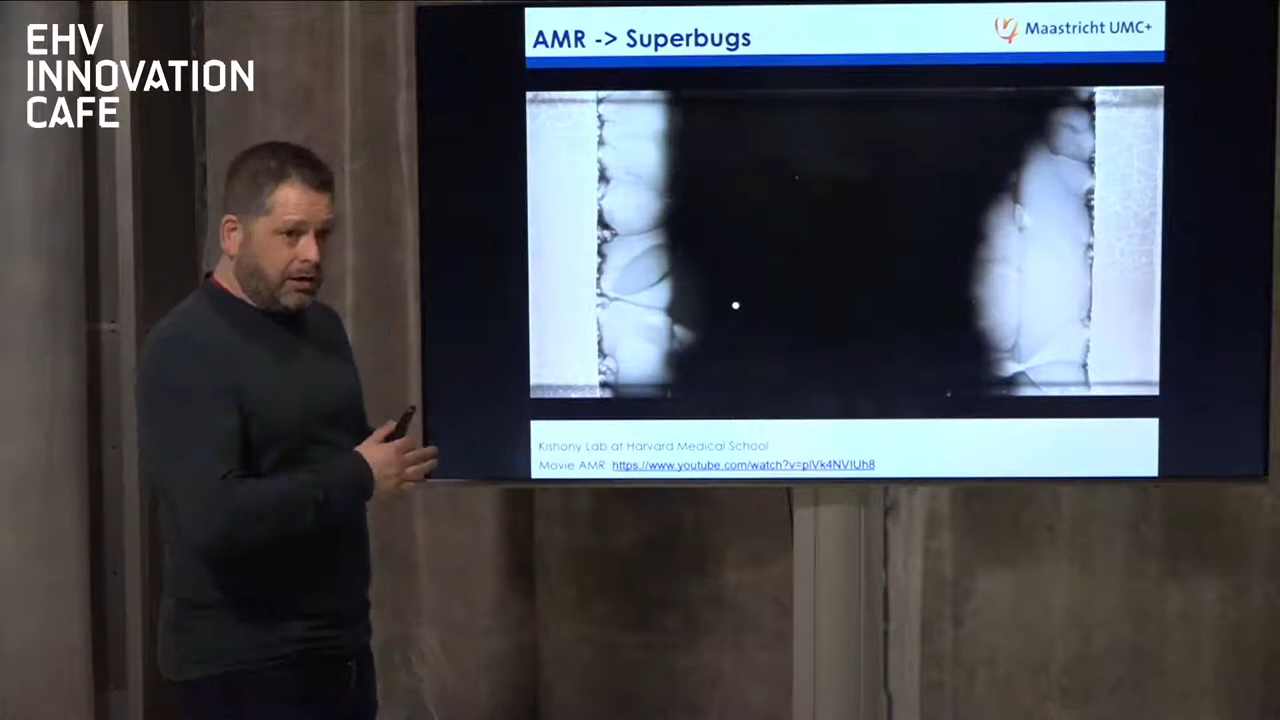 EHV
INNOVATION
CAFE
AMR -> Superbugs
Maastricht UMC+
Kishony Lab at Harvard Medical School
Movie AMR https://www.youtube.com/watch?v=plVk4NVIUh8